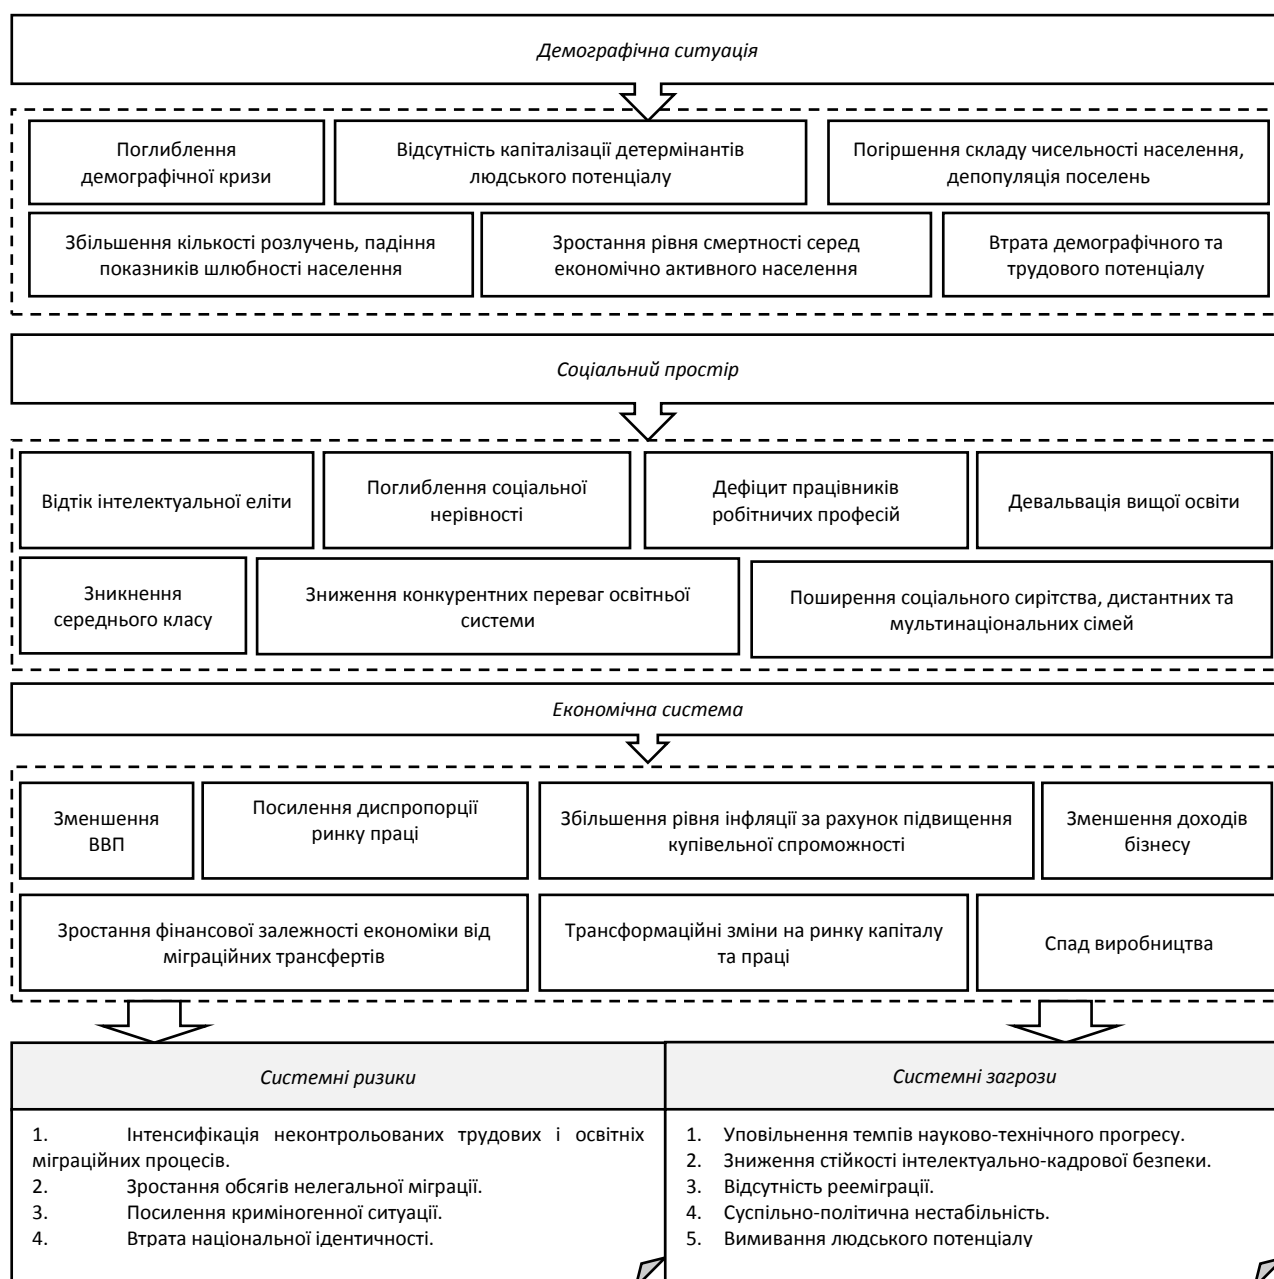 Демографічна ситуація
Поглиблення
демографічної кризи
Відсутність капіталізації детермінантів
людського потенціалу
Погіршення складу чисельності населення,
депопуляція поселень
Збільшення кількості розлучень, падіння
показників шлюбності населення
Зростання рівня смертності серед
економічно активного населення
Втрата демографічного та
трудового потенціалу
Соціальний простір
Відтік інтелектуальної еліти
Поглиблення соціальної
нерівності
Дефіцит працівників
робітничих професій
Девальвація вищої освіти
Зникнення
середнього класу
Зниження конкурентних переваг освітньої
системи
Поширення соціального сирітства, дистантних та
мультинаціональних сімей
Економічна система
Зменшення
ВВП
Посилення диспропорції
ринку праці
Збільшення рівня інфляції за рахунок підвищення
купівельної спроможності
Зменшення доходів
бізнесу
Зростання фінансової залежності економіки від
міграційних трансфертів
Трансформаційні зміни на ринку капіталу
та праці
Спад виробництва
Системні ризики
1. Інтенсифікація неконтрольованих трудових і освітніх
міграційних процесів.
2. Зростання обсягів нелегальної міграції.
3. Посилення криміногенної ситуації.
4. Втрата національної ідентичності.
Системні загрози
1. Уповільнення темпів науково-технічного прогресу.
2. Зниження стійкості інтелектуально-кадрової безпеки.
3. Відсутність рееміграції.
4. Суспільно-політична нестабільність.
5. Вимивання людського потенціалу